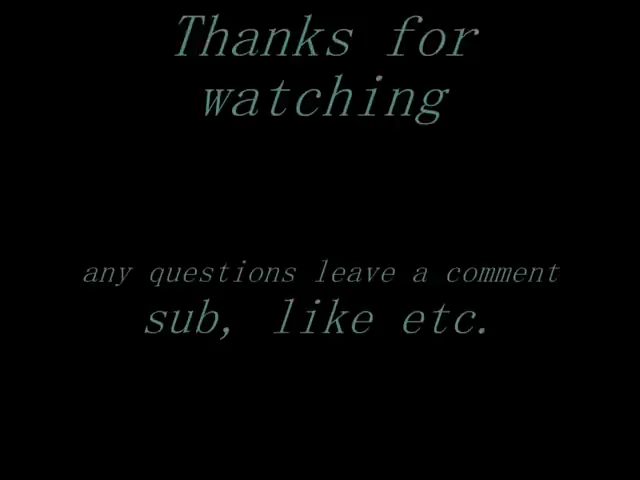 Thanks for
watching
any questions leave a comment
sub, like etc.